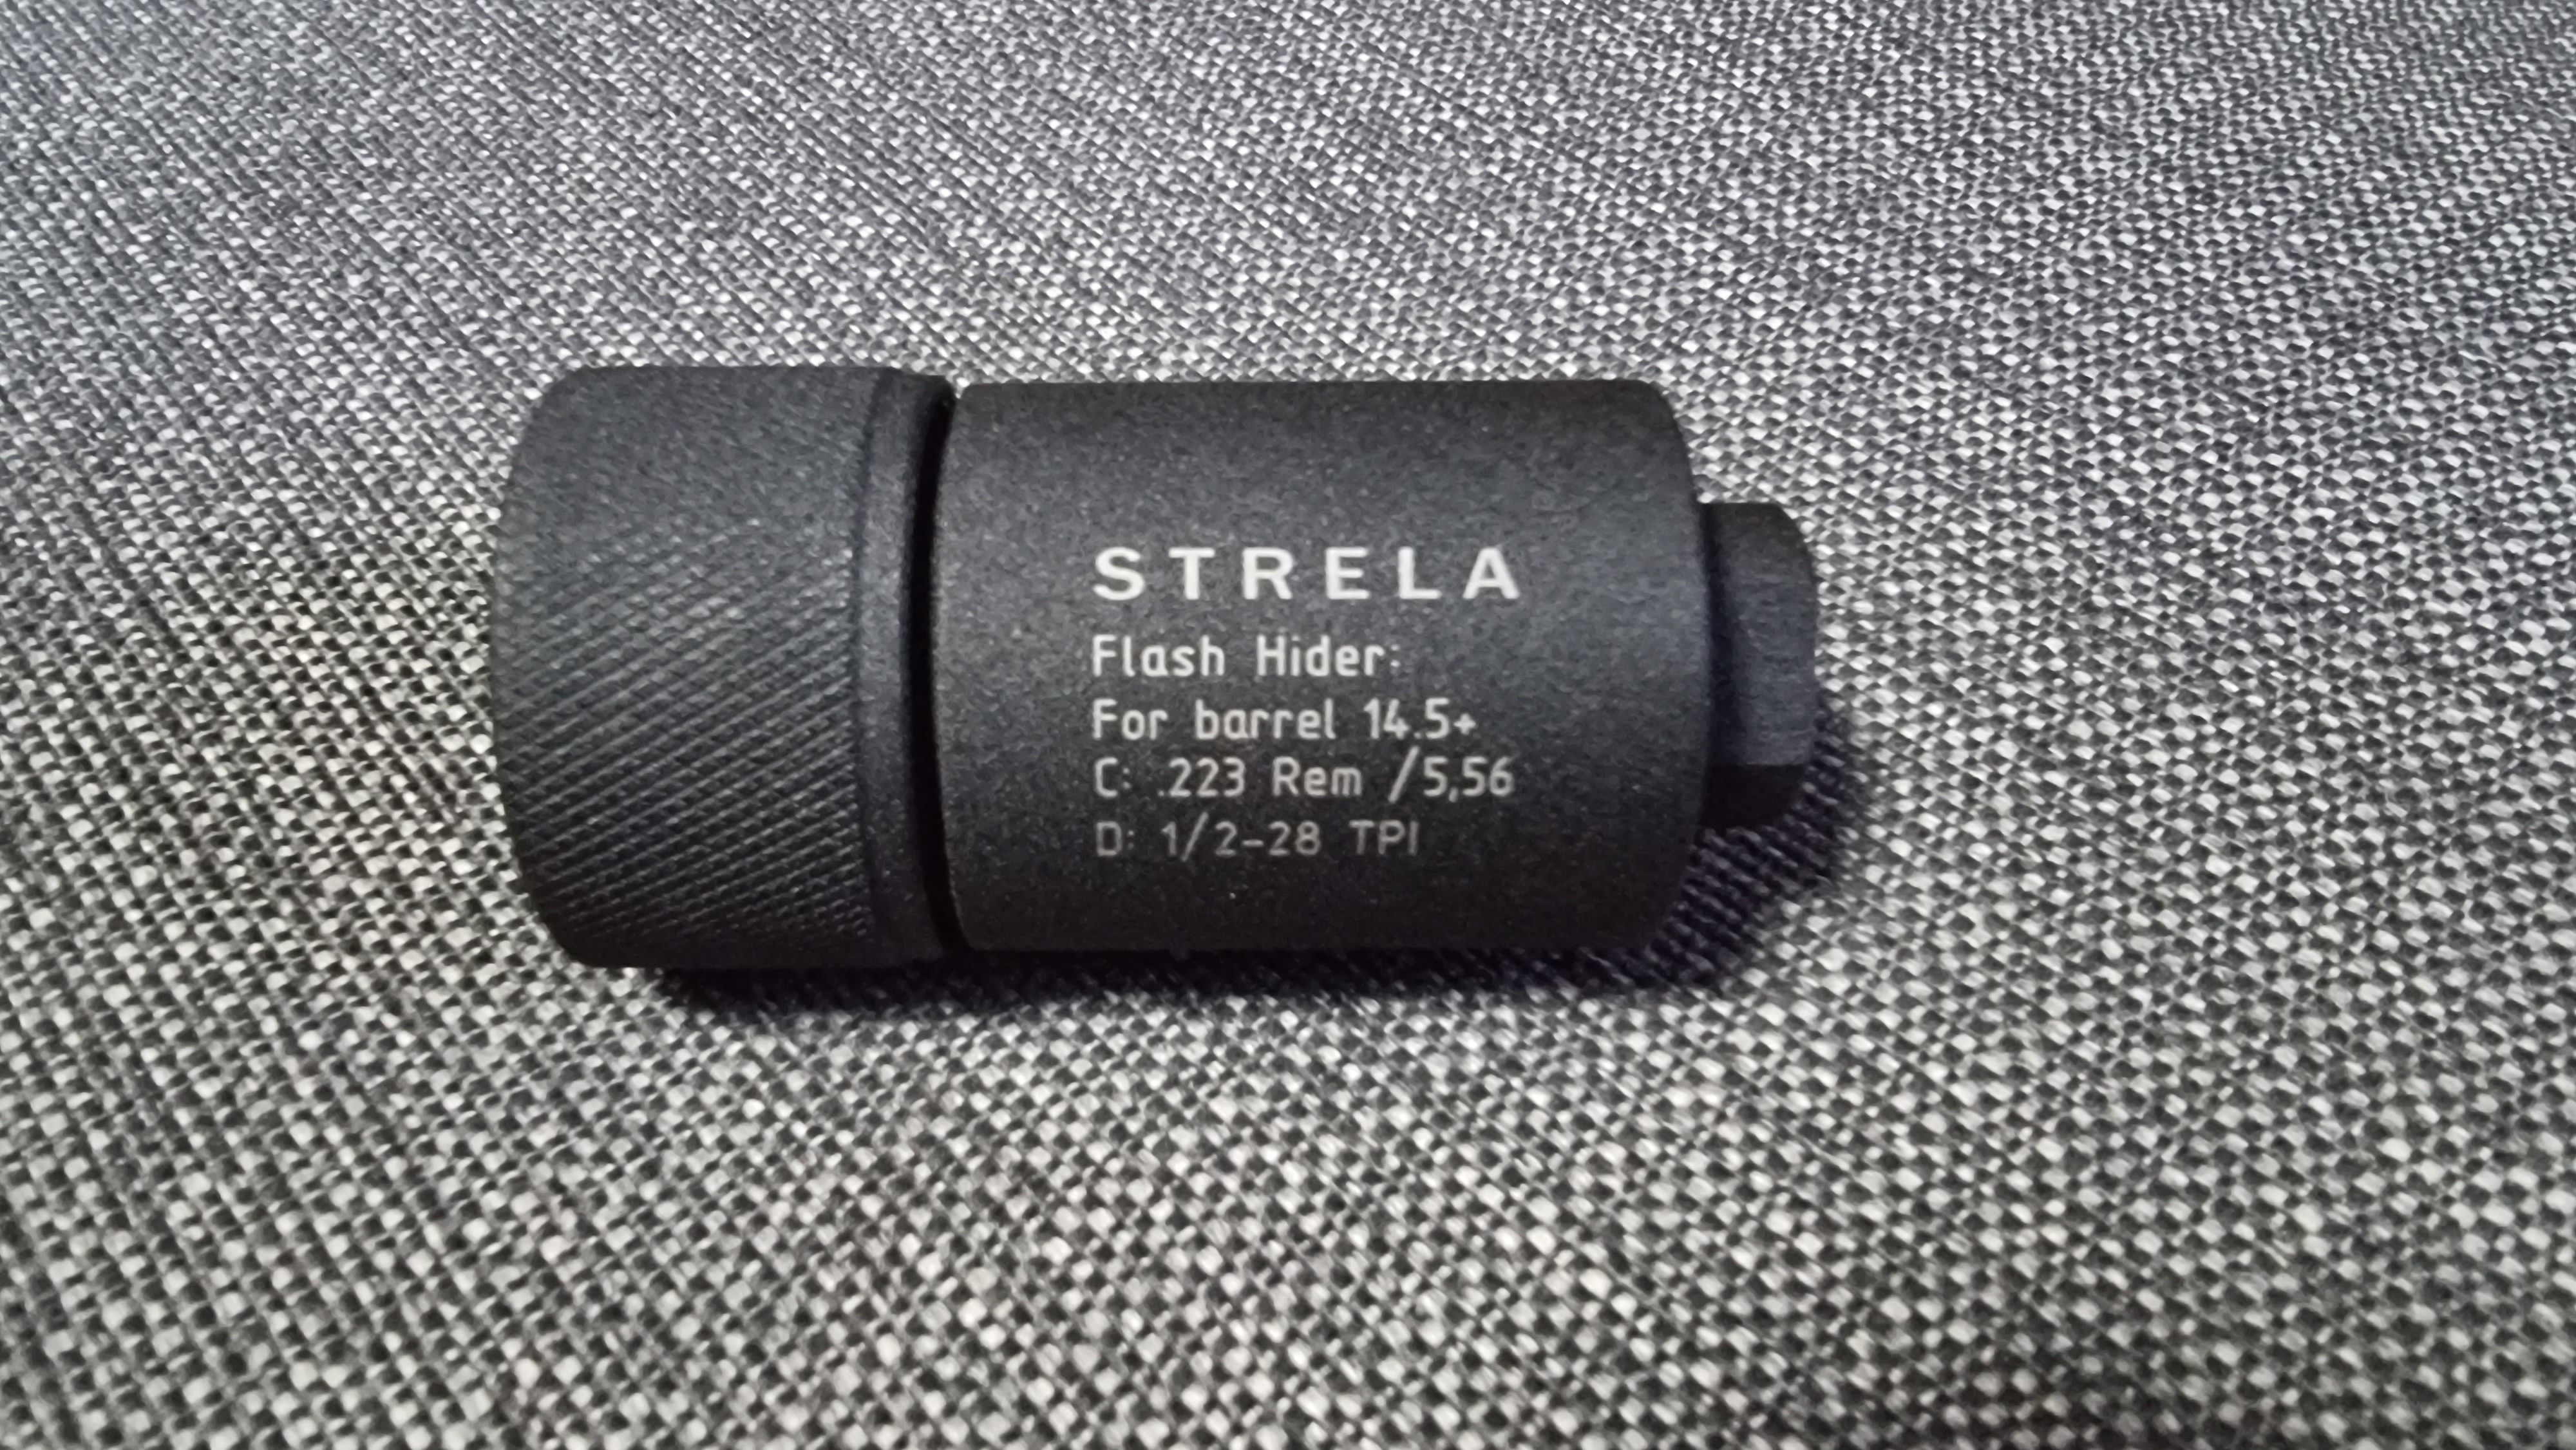 STRELA
Flash Hider:
For barrel 14.5+
C: .223 Rem /5,56
D: 1/2-28 TPI